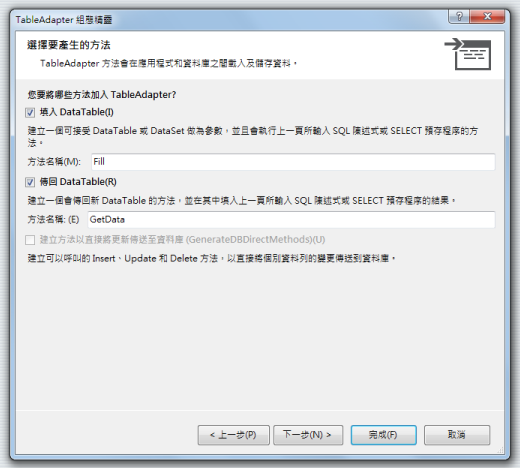 TableAdapter 組態精靈
選擇要產生的方法
TableAdapter 方法會在應用程式和資料庫之間載入及儲存資料。
您要將哪些方法加入 TableAdapter?
填入 DataTable(I)
建立一個可接受 DataTable 或 DataSet 做為參數，並且會執行上一頁所輸入 SQL 陳述式或 SELECT 預存程序的方
法。
方法名稱(M): Fill
傳回 DataTable(R)
建立一個會傳回新 DataTable 的方法，並在其中填入上一頁所輸入 SQL 陳述式或 SELECT 預存程序的結果。
方法名稱: (E) GetData
建立方法以直接將更新傳送至資料庫 (GenerateDBDirectMethods)(U)
建立可以呼叫的 Insert、Update 和 Delete 方法，以直接將個別資料列的變更傳送到資料庫。
< 上一步(P) 下一步(N) > 完成(F) 取消